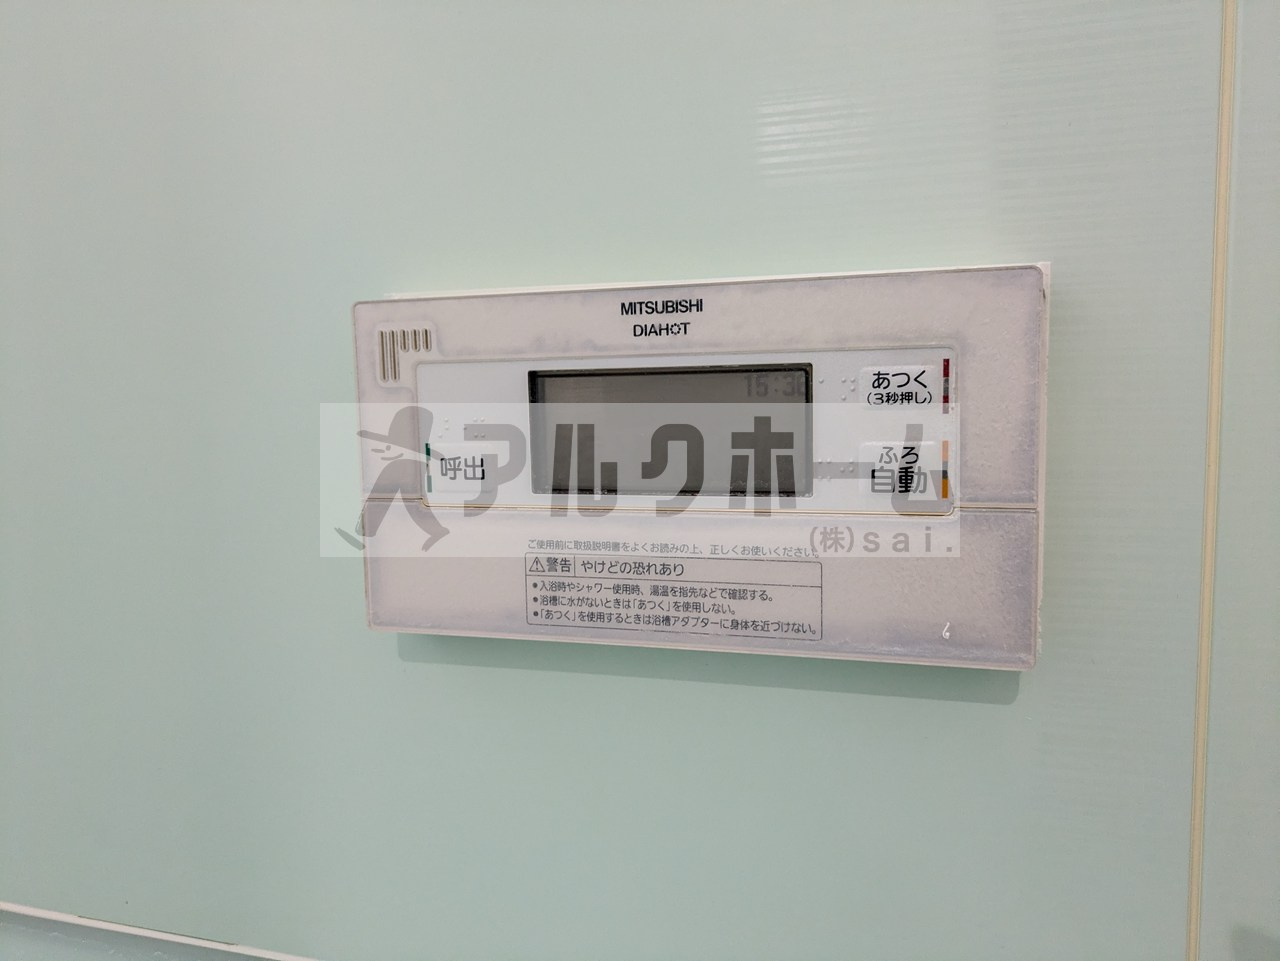 MITSUBISHI
DIAHOT
15:30
あつく
(3秒押し)
呼出
ふろ
自動
アルクホーム
(株)sai.
ご使用前に取扱説明書をよくお読みの上、正しくお使いください。
⚠警告 やけどの恐れあり
●入浴時やシャワー使用時、湯温を指先などで確認する。
●浴槽に水がないときは「あつく」を使用しない。
●「あつく」を使用するときは浴槽アダプターに身体を近づけない。